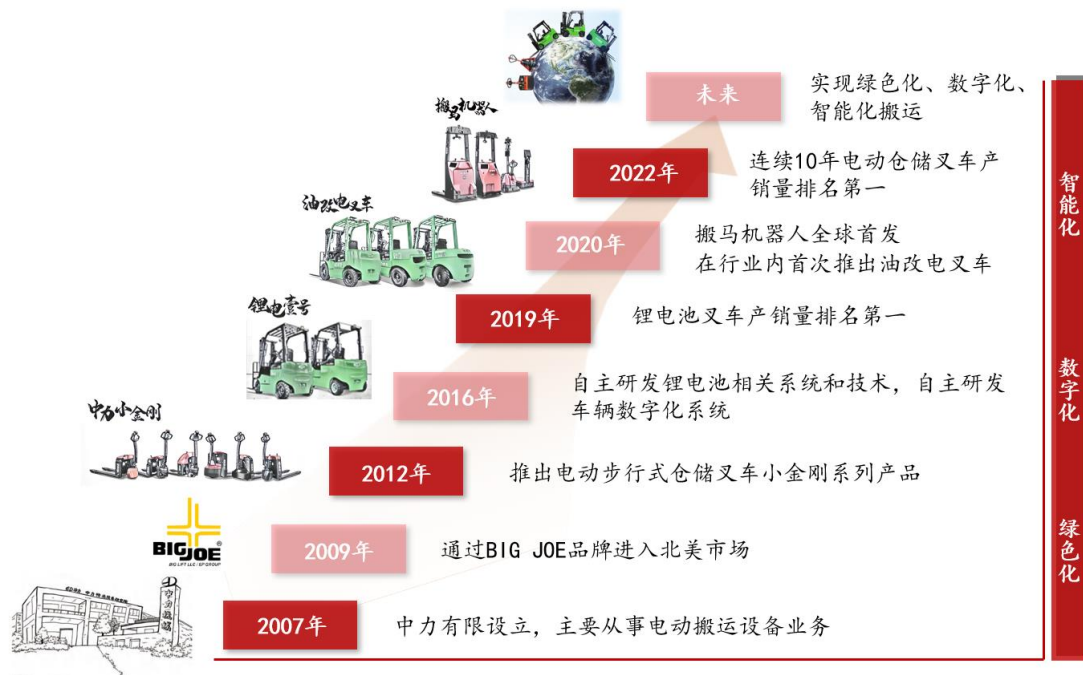 未来
实现绿色化、数字化、
智能化搬运
搬马机器人
2022年
连续10年电动仓储叉车产
销量排名第一
油改电叉车
2020年
搬马机器人全球首发
在行业内首次推出油改电叉车
锂电壹号
2019年
锂电池叉车产销量排名第一
2016年
自主研发锂电池相关系统和技术，自主研发
车辆数字化系统
中力小金刚
2012年
推出电动步行式仓储叉车小金刚系列产品
BIG JOE®
BIG LIFT LLC / EP GROUP
2009年
通过BIG JOE品牌进入北美市场
2007年
中力有限设立，主要从事电动搬运设备业务
智能化
数字化
绿色化